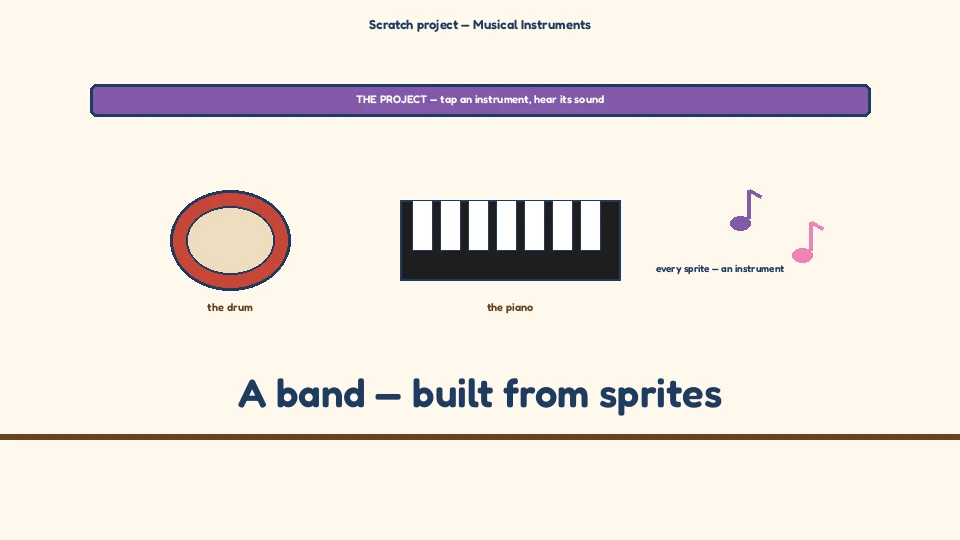 Scratch project — Musical Instruments
THE PROJECT — tap an instrument, hear its sound
every sprite — an instrument
the drum
the piano
A band — built from sprites